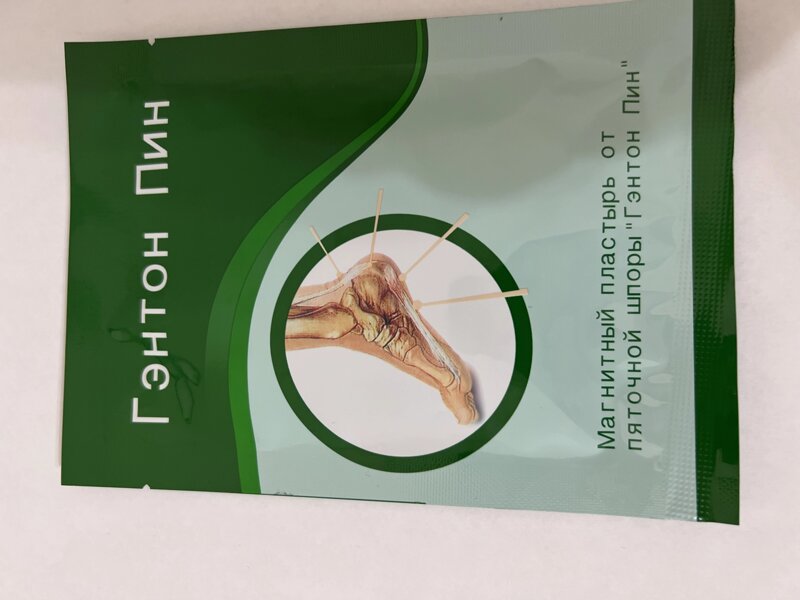 Гэнтон Пин
Магнитный пластырь от
пяточной шпоры "Гэнтон Пин"